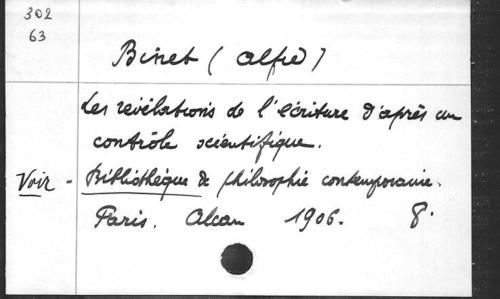 302
63
Binet (Alfred)
Les révélations de l'écriture d'après un
contrôle scientifique.
Voir - Bibliothèque de philosophie contemporaine.
Paris. Alcan 1906. 8°.